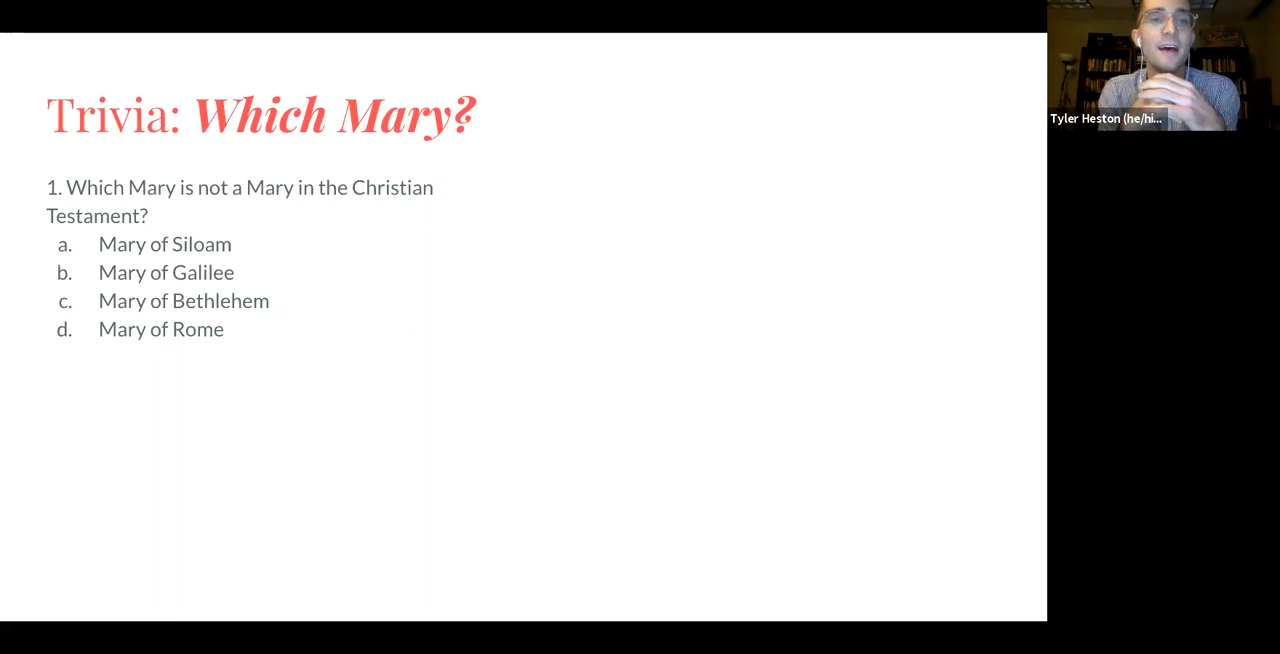 Trivia: Which Mary?
1. Which Mary is not a Mary in the Christian
Testament?
a. Mary of Siloam
b. Mary of Galilee
c. Mary of Bethlehem
d. Mary of Rome
Tyler Heston (he/hi...